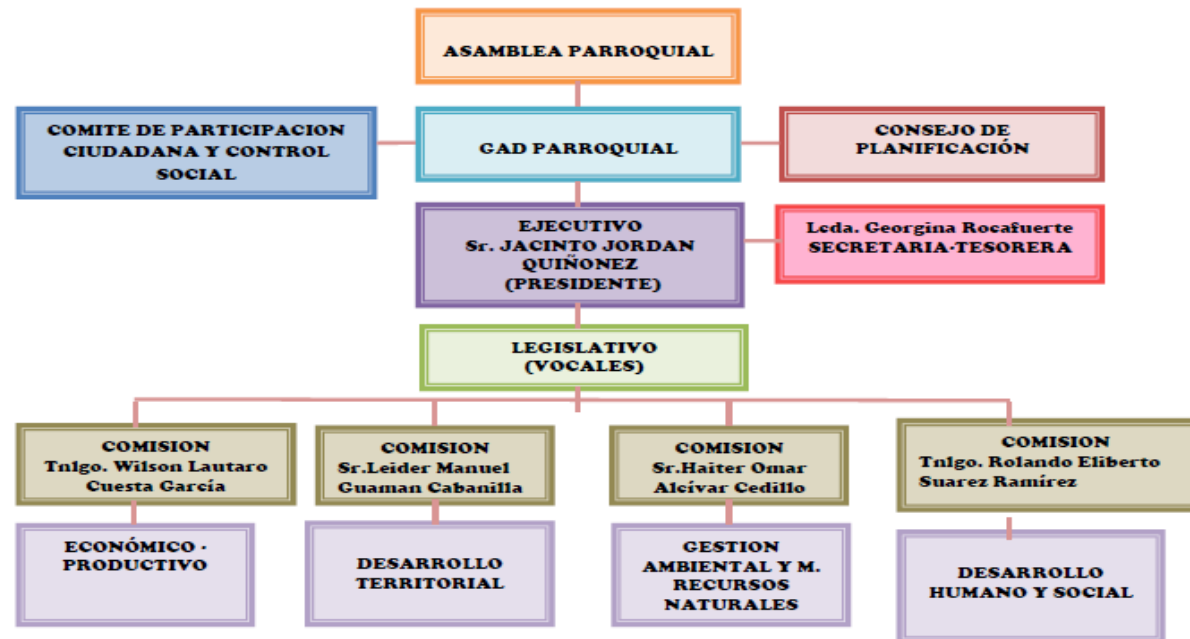 ASAMBLEA PARROQUIAL
COMITE DE PARTICIPACION
CIUDADANA Y CONTROL
SOCIAL
GAD PARROQUIAL
CONSEJO DE
PLANIFICACIÓN
EJECUTIVO
Sr. JACINTO JORDAN
QUIÑONEZ
(PRESIDENTE)
Lcda. Georgina Rocafuerte
SECRETARIA-TESORERA
LEGISLATIVO
(VOCALES)
COMISION
Tnlgo. Wilson Lautaro
Cuesta García
COMISION
Sr.Leider Manuel
Guaman Cabanilla
COMISION
Sr.Haiter Omar
Alcívar Cedillo
COMISION
Tnlgo. Rolando Eliberto
Suarez Ramírez
ECONÓMICO -
PRODUCTIVO
DESARROLLO
TERRITORIAL
GESTION
AMBIENTAL Y M.
RECURSOS
NATURALES
DESARROLLO
HUMANO Y SOCIAL